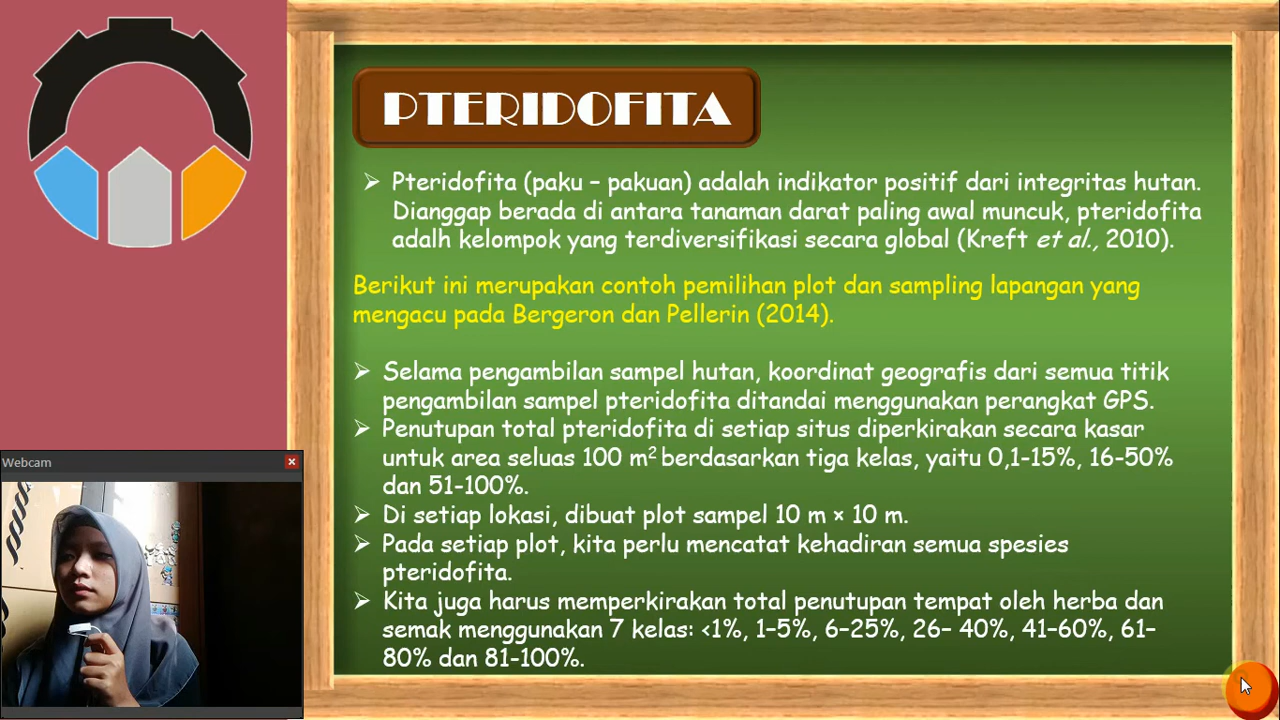 PTERIDOFITA
➢ Pteridofita (paku – pakuan) adalah indikator positif dari integritas hutan.
Dianggap berada di antara tanaman darat paling awal muncuk, pteridofita
adalh kelompok yang terdiversifikasi secara global (Kreft et al., 2010).
Berikut ini merupakan contoh pemilihan plot dan sampling lapangan yang
mengacu pada Bergeron dan Pellerin (2014).
➢ Selama pengambilan sampel hutan, koordinat geografis dari semua titik
pengambilan sampel pteridofita ditandai menggunakan perangkat GPS.
➢ Penutupan total pteridofita di setiap situs diperkirakan secara kasar
untuk area seluas 100 m² berdasarkan tiga kelas, yaitu 0,1-15%, 16-50%
dan 51-100%.
➢ Di setiap lokasi, dibuat plot sampel 10 m × 10 m.
➢ Pada setiap plot, kita perlu mencatat kehadiran semua spesies
pteridofita.
➢ Kita juga harus memperkirakan total penutupan tempat oleh herba dan
semak menggunakan 7 kelas: <1%, 1–5%, 6–25%, 26– 40%, 41–60%, 61–
80% dan 81-100%.
Webcam